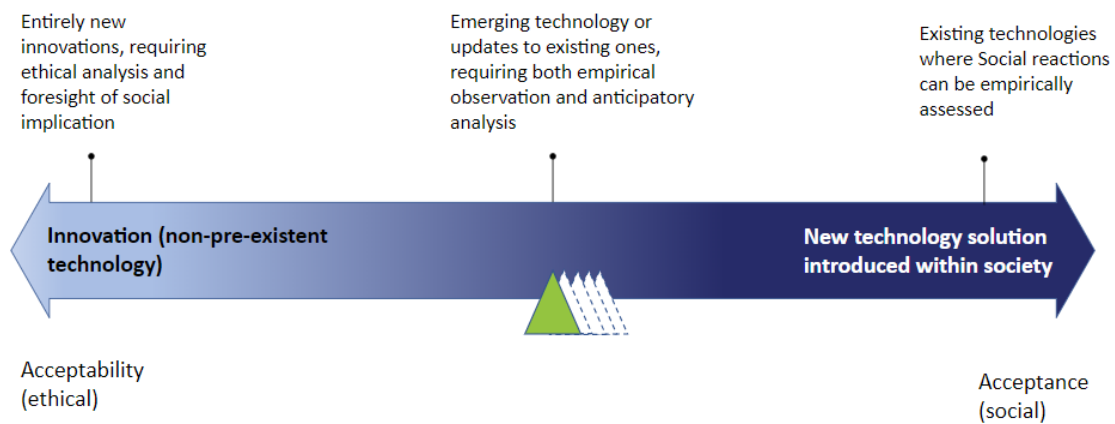 Entirely new
innovations, requiring
ethical analysis and
foresight of social
implication
Emerging technology or
updates to existing ones,
requiring both empirical
observation and anticipatory
analysis
Existing technologies
where Social reactions
can be empirically
assessed
Innovation (non-pre-existent
technology)
New technology solution
introduced within society
Acceptability
(ethical)
Acceptance
(social)